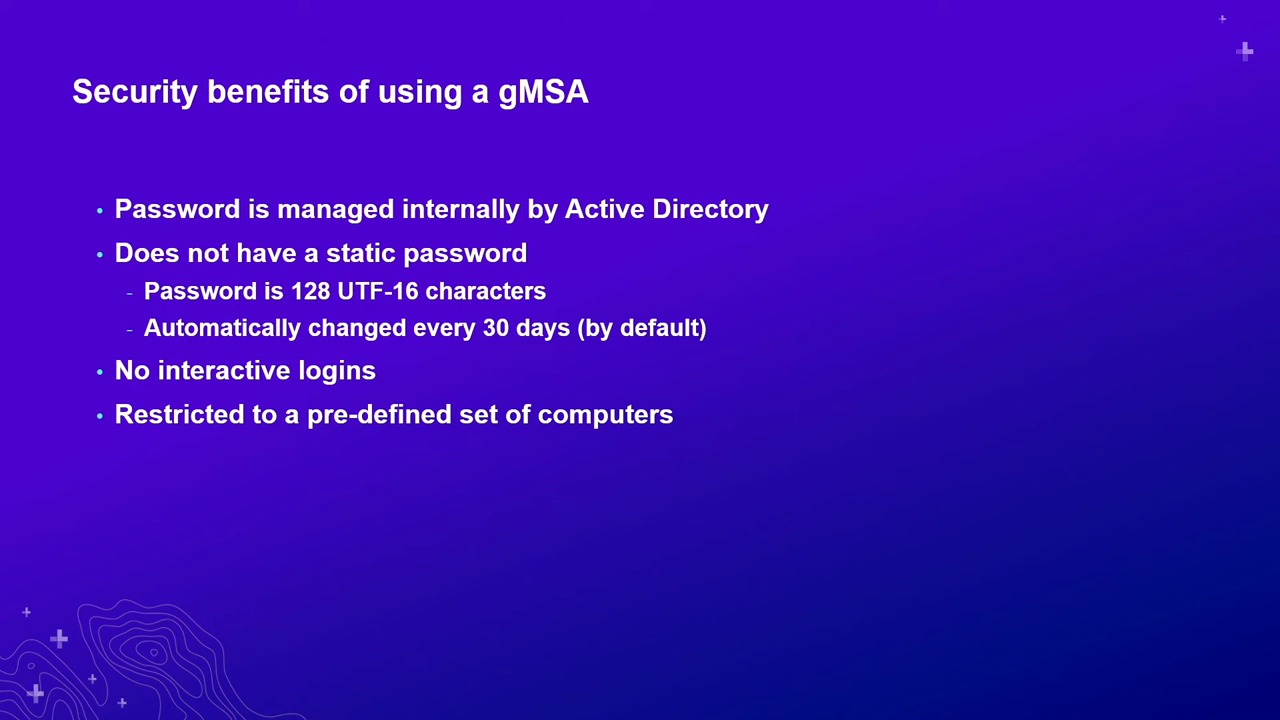 Security benefits of using a gMSA
• Password is managed internally by Active Directory
• Does not have a static password
- Password is 128 UTF-16 characters
- Automatically changed every 30 days (by default)
• No interactive logins
• Restricted to a pre-defined set of computers